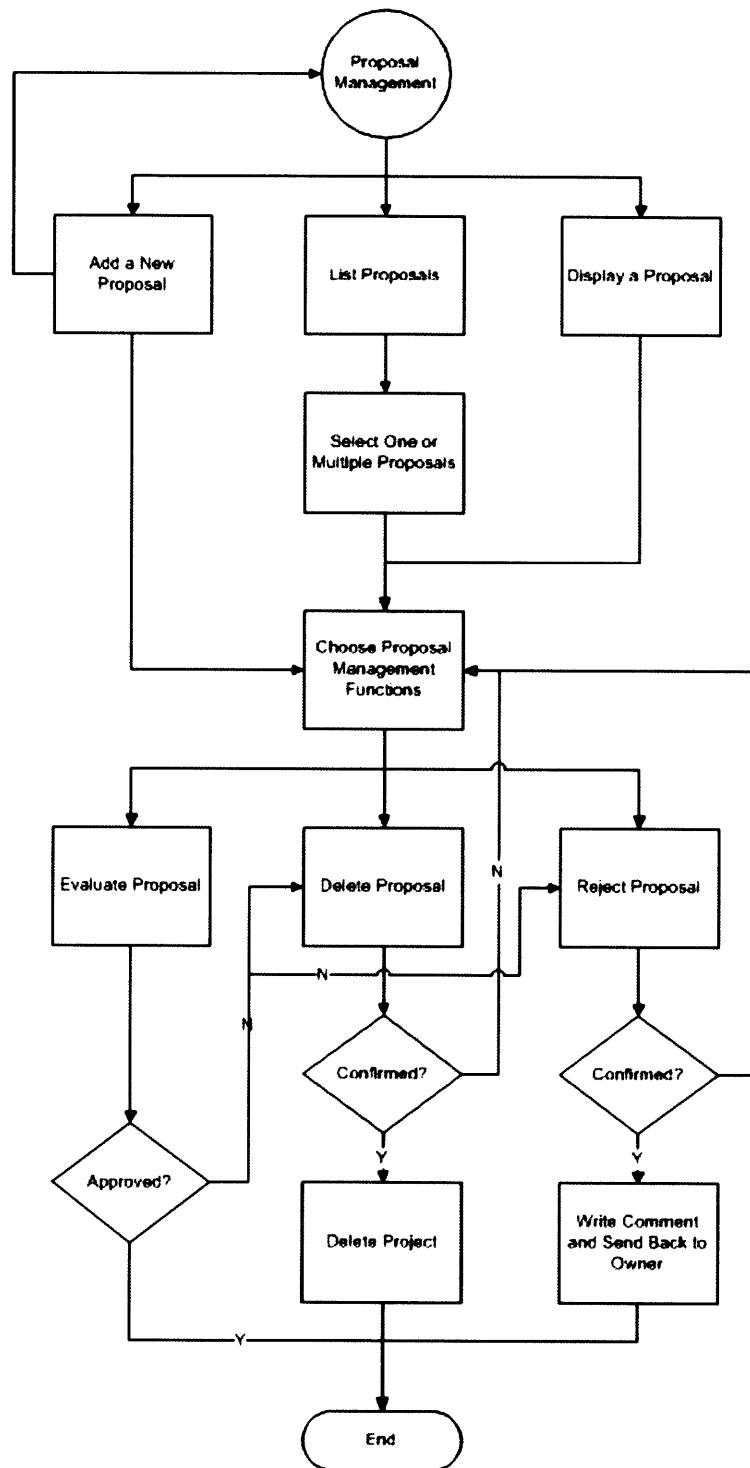 Proposal
Management
Add a New
Proposal
List Proposals
Display a Proposal
Select One or
Multiple Proposals
Choose Proposal
Management
Functions
Evaluate Proposal
Delete Proposal
N
Reject Proposal
N
N
Confirmed?
Confirmed?
Y
Y
Approved?
Delete Project
Write Comment
and Send Back to
Owner
Y
End